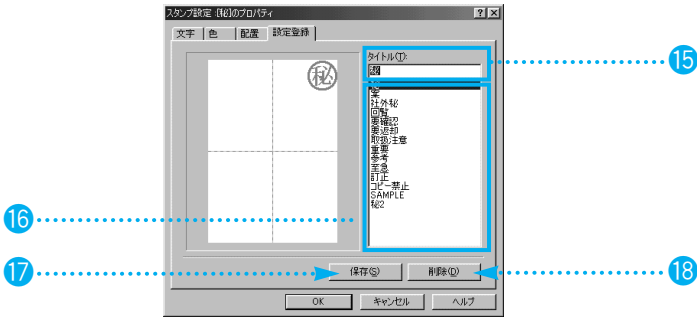 スタンプ設定:[秘]のプロパティ
文字 色 配置 設定登録
秘
タイトル(T):
⑮
案
社外秘
回覧
要確認
要返却
取扱注意
重要
参考
至急
訂正
コピー禁止
SAMPLE
秘2
⑯
⑰
保存(S)
削除(D)
⑱
OK
キャンセル
ヘルプ